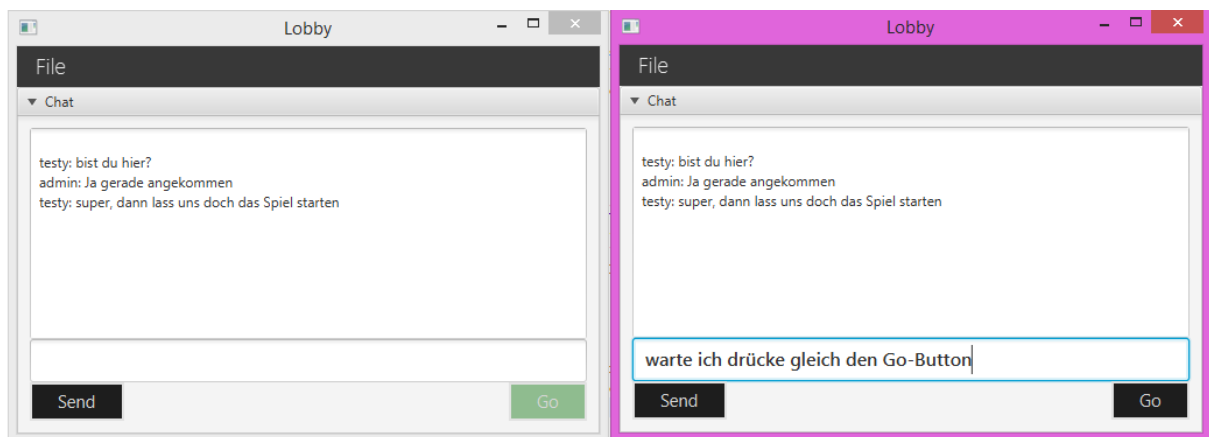 Lobby
File
Chat
testy: bist du hier?
admin: Ja gerade angekommen
testy: super, dann lass uns doch das Spiel starten
Send
Go
Lobby
File
Chat
testy: bist du hier?
admin: Ja gerade angekommen
testy: super, dann lass uns doch das Spiel starten
warte ich drücke gleich den Go-Button
Send
Go